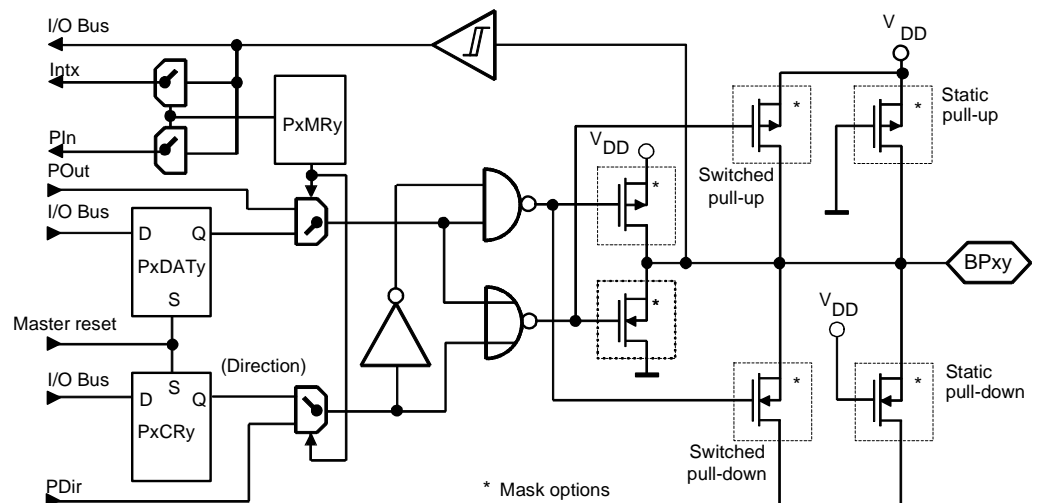 I/O Bus
V
DD
Intx
*
*
Static
pull-up
PxMRy
PIn
V
DD
POut
*
Switched
pull-up
I/O Bus
D
Q
PxDATy
BPxy
S
*
V
DD
Master reset
(Direction)
I/O Bus
S
D
Q
*
*
Static
pull-down
PxCRy
Switched
pull-down
PDir
* Mask options